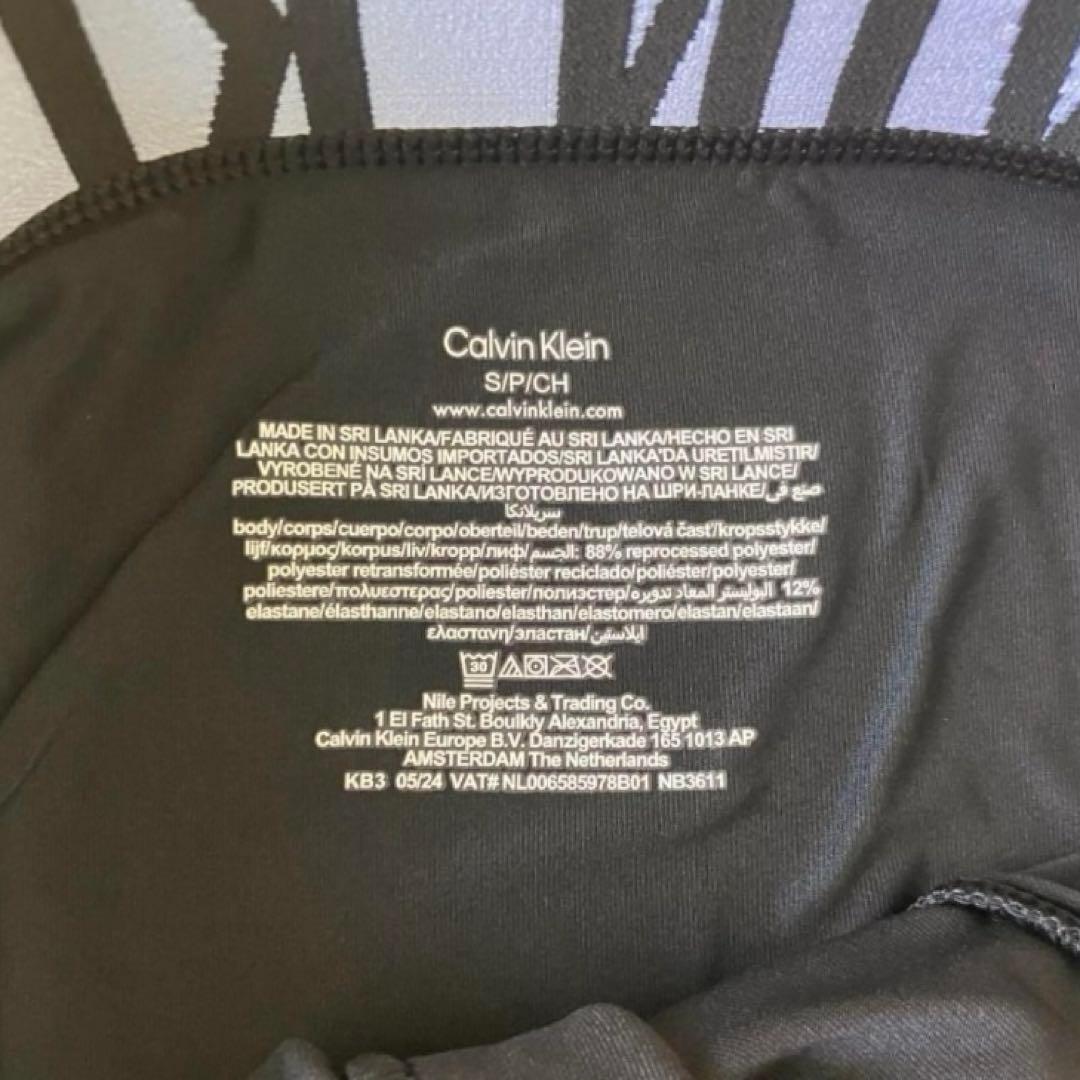 Calvin Klein
S/P/CH
www.calvinklein.com
MADE IN SRI LANKA/FABRIQUÉ AU SRI LANKA/HECHO EN SRI
LANKA CON INSUMOS IMPORTADOS/SRI LANKA'DA URETILMISTIR/
VYROBENÉ NA SRÍ LANCE/WYPRODUKOWANO W SRI LANCE/
PRODUSERT PÅ SRI LANKA/ИЗГОТОВЛЕНО НА ШРИ-ЛАНКЕ/صنع في
سريلانكا
body/corps/cuerpo/corpo/oberteil/beden/trup/telová časť/kropsstykke/
lijf/κορμος/korpus/liv/kropp/лиф/الجسم: 88% reprocessed polyester/
polyester retransformée/poliéster reciclado/poliéster/polyester/
poliestere/πολυεστερας/poliester/полиэстер/البوليستر المعاد تدويره 12%
elastane/élasthanne/elastano/elasthan/elastomero/elastan/elastaan/
ελαστανη/эластан/ايلاستين
30
Nile Projects & Trading Co.
1 El Fath St. Boulkly Alexandria, Egypt
Calvin Klein Europe B.V. Danzigerkade 165 1013 AP
AMSTERDAM The Netherlands
KB3 05/24 VAT# NL006585978B01 NB3611